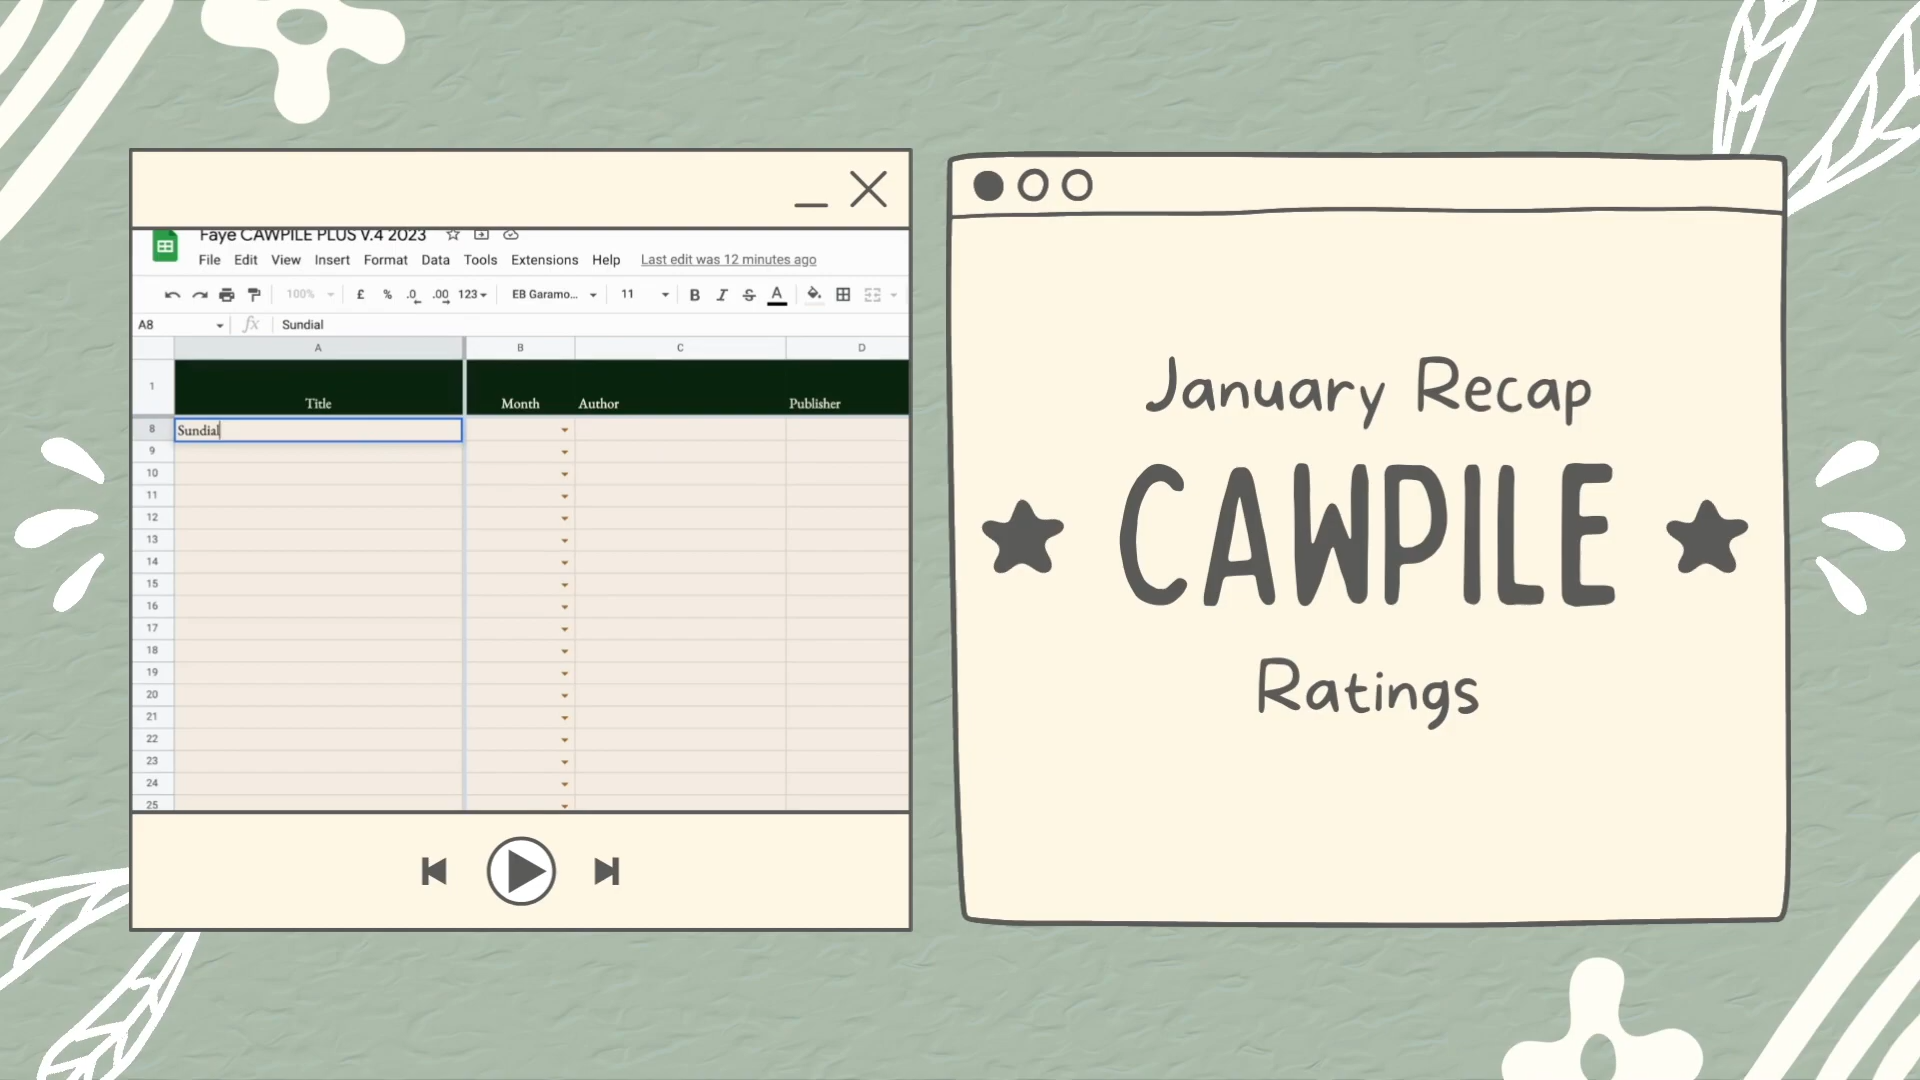 Faye CAWPILE PLUS V.4 2023
File Edit View Insert Format Data Tools Extensions Help Last edit was 12 minutes ago
100% £ % .0 .00 123 EB Garamo... 11 B I S A
A8 fx Sundial
A B C D
1 Title Month Author Publisher
8 Sundial
9
10
11
12
13
14
15
16
17
18
19
20
21
22
23
24
25
January Recap
CAWPILE
Ratings